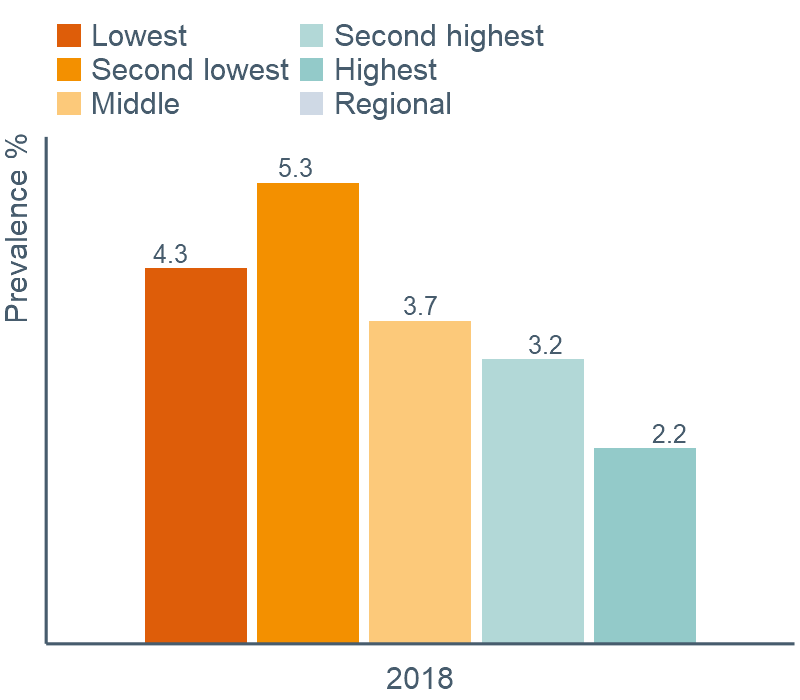 Lowest
Second lowest
Middle
Second highest
Highest
Regional
Prevalence %
4.3
5.3
3.7
3.2
2.2
2018